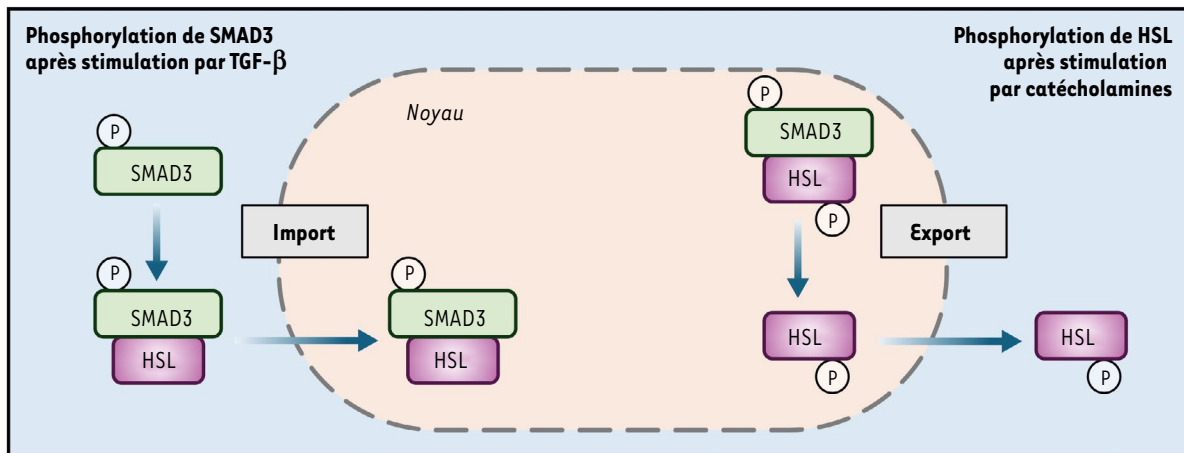 Phosphorylation de SMAD3
après stimulation par TGF-β
Phosphorylation de HSL
après stimulation
par catécholamines
Noyau
P
SMAD3
P
SMAD3
HSL
P
Import
Export
P
SMAD3
HSL
P
SMAD3
HSL
HSL
P
HSL
P